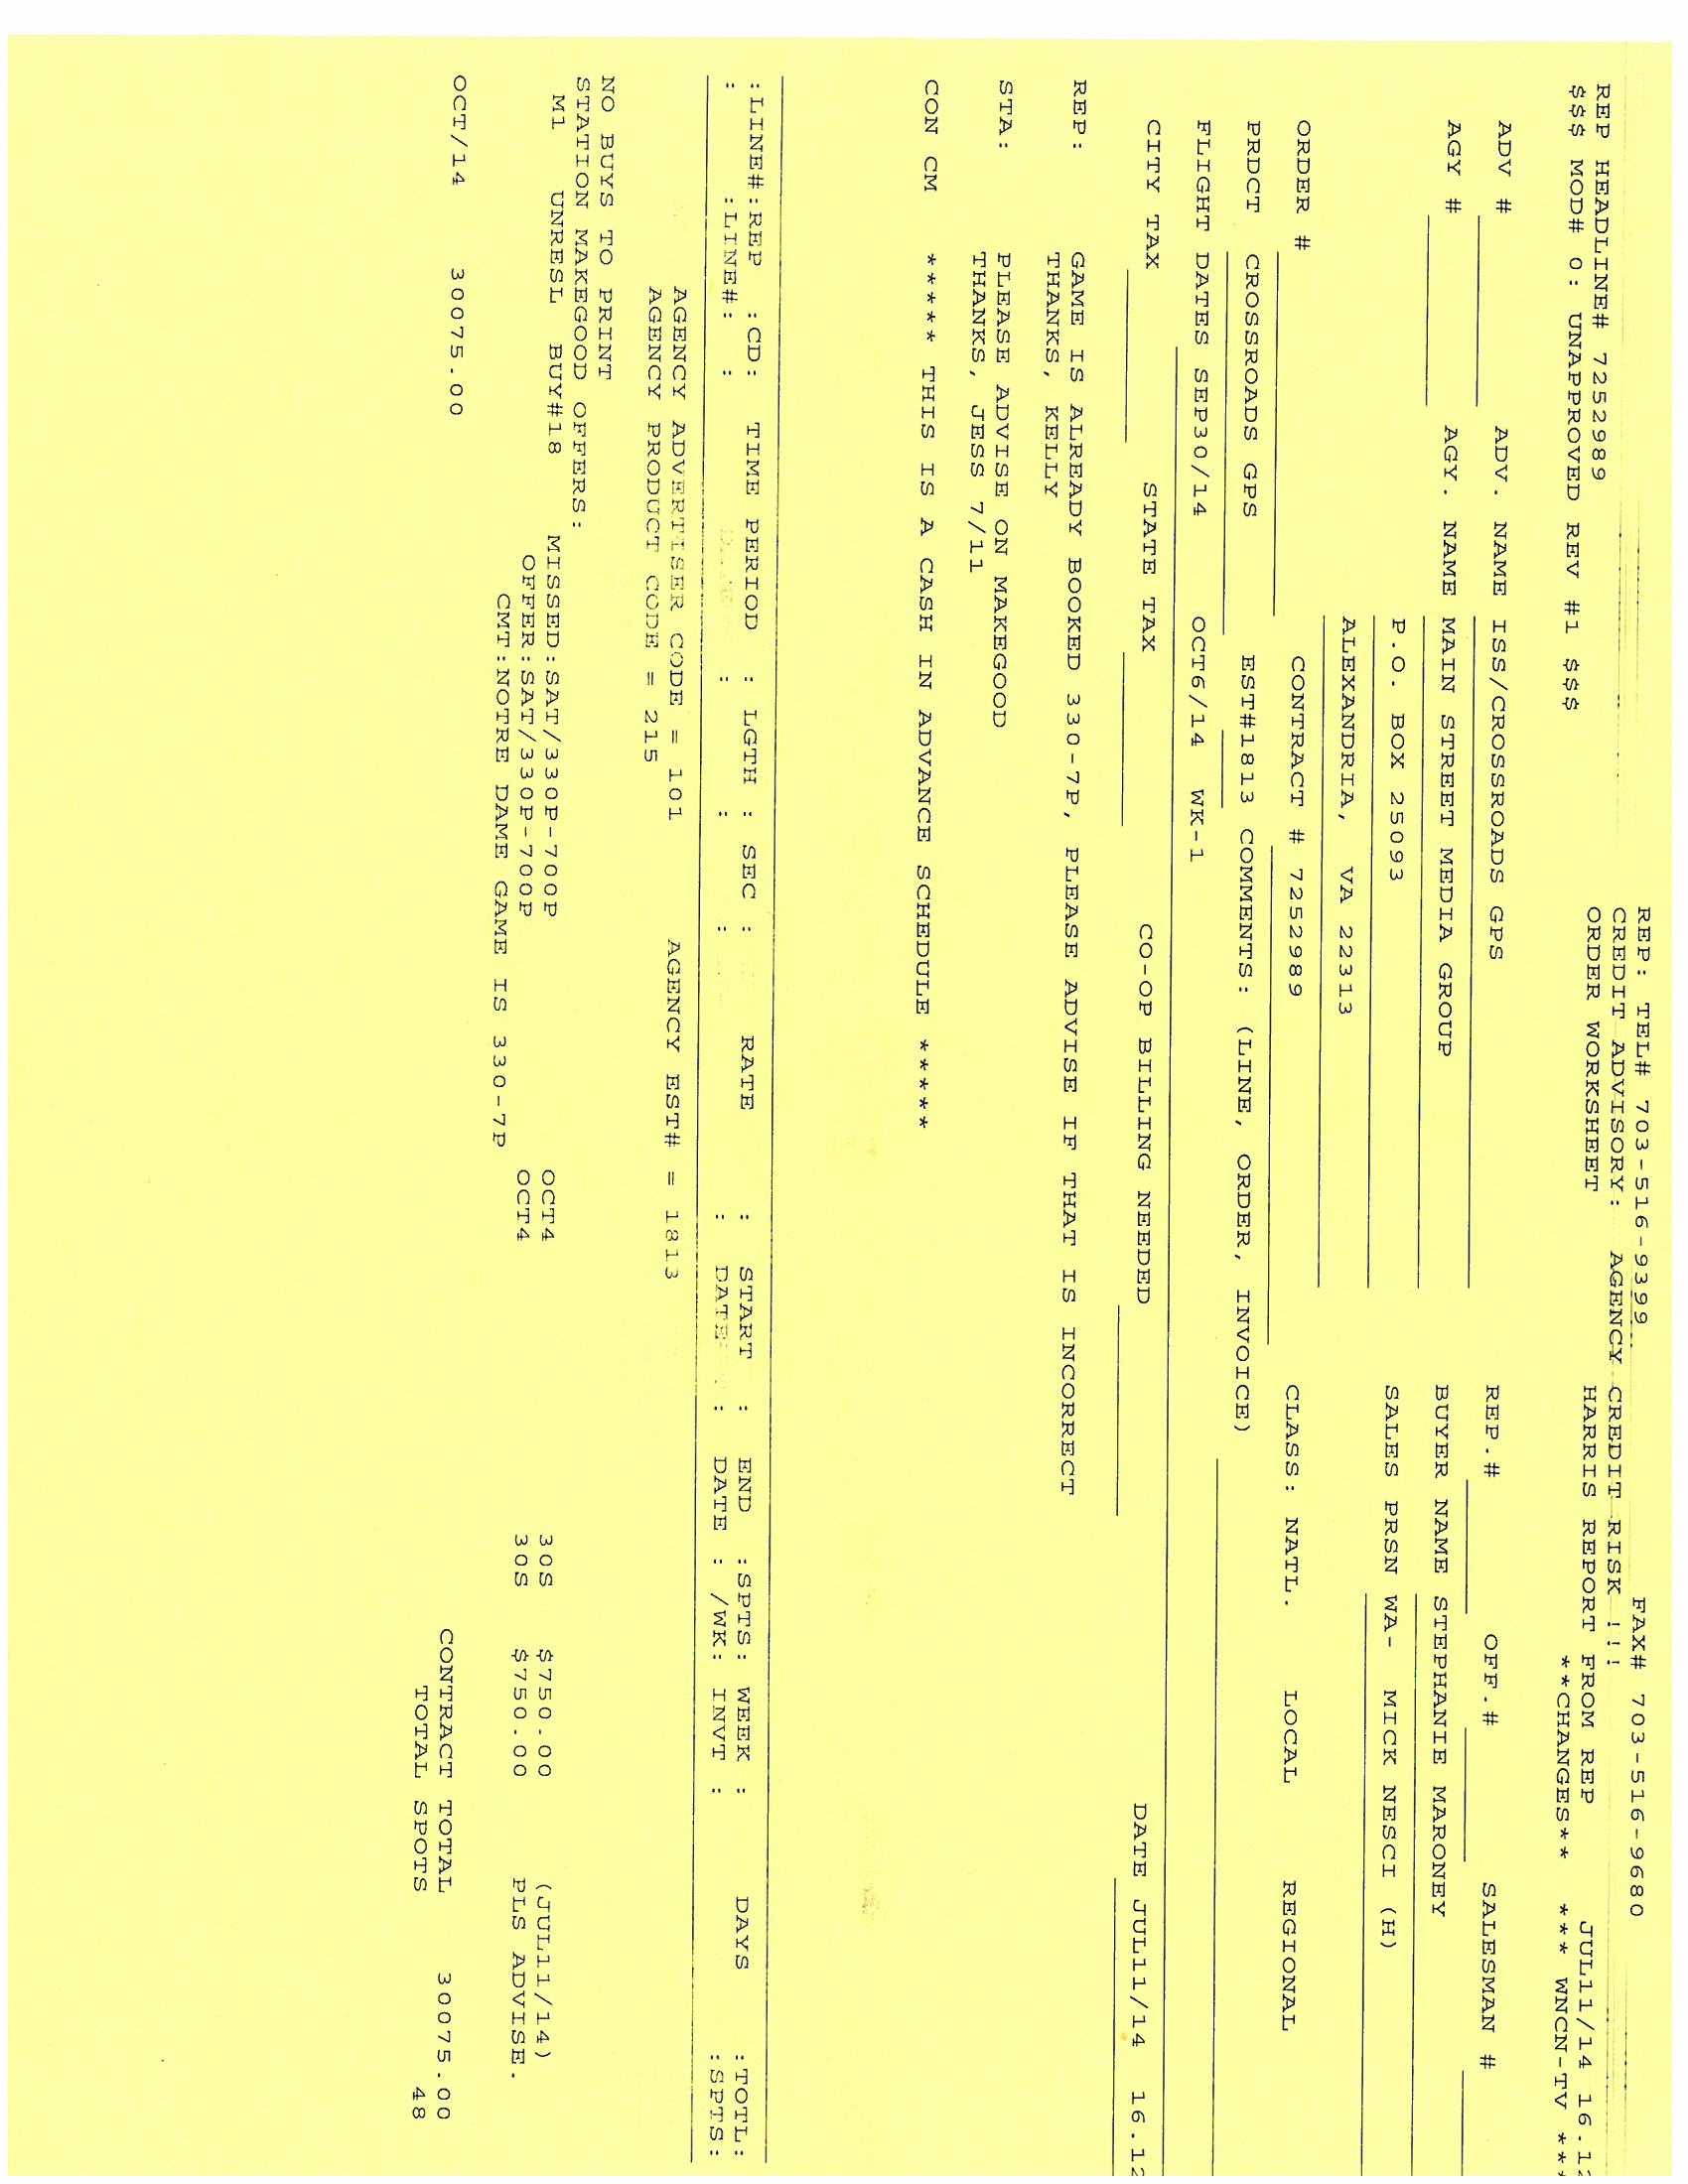 REP: TEL# 703-516-9399 FAX# 703-516-9680
CREDIT ADVISORY: AGENCY CREDIT RISK !!!
REP HEADLINE# 7252989 ORDER WORKSHEET HARRIS REPORT FROM REP JUL11/14 16.12
$$$ MOD# 0: UNAPPROVED REV #1 $$$ **CHANGES** *** WNCN-TV ***
ADV # ADV. NAME ISS/CROSSROADS GPS REP.# OFF.# SALESMAN #
AGY # AGY. NAME MAIN STREET MEDIA GROUP BUYER NAME STEPHANIE MARONEY
P.O. BOX 25093 SALES PRSN WA- MICK NESCI (H)
ALEXANDRIA, VA 22313
ORDER # CONTRACT # 7252989 CLASS: NATL. LOCAL REGIONAL
PRDCT CROSSROADS GPS EST#1813 COMMENTS: (LINE, ORDER, INVOICE)
FLIGHT DATES SEP30/14 OCT6/14 WK-1
CITY TAX STATE TAX CO-OP BILLING NEEDED DATE JUL11/14 16.12
REP: GAME IS ALREADY BOOKED 330-7P, PLEASE ADVISE IF THAT IS INCORRECT
THANKS, KELLY
STA: PLEASE ADVISE ON MAKEGOOD
THANKS, JESS 7/11
CON CM ***** THIS IS A CASH IN ADVANCE SCHEDULE *****
:LINE#:REP :CD: TIME PERIOD : LGTH : SEC : RATE : START : END :SPTS: WEEK : DAYS :TOTL:
: :LINE#: : : : : : DATE : DATE : /WK: INVT : :SPTS:
AGENCY ADVERTISER CODE = 101 AGENCY EST# = 1813
AGENCY PRODUCT CODE = 215
NO BUYS TO PRINT
STATION MAKEGOOD OFFERS:
M1 UNRESL BUY#18 MISSED:SAT/330P-700P OCT4 30S $750.00 (JUL11/14)
OFFER:SAT/330P-700P OCT4 30S $750.00 PLS ADVISE.
CMT:NOTRE DAME GAME IS 330-7P
OCT/14 30075.00 CONTRACT TOTAL 30075.00
TOTAL SPOTS 48